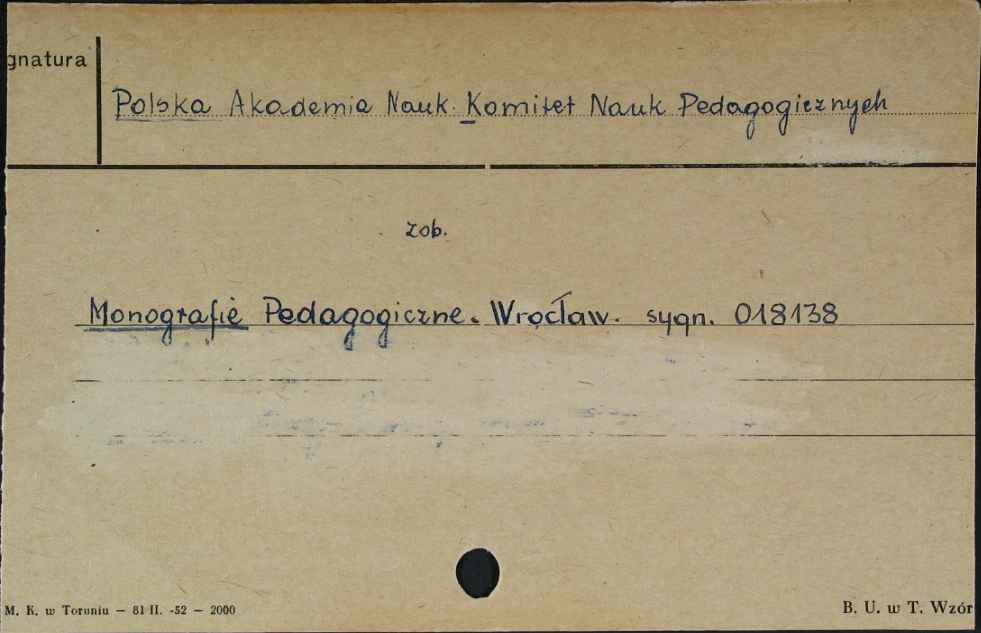 gnatura
Polska Akademia Nauk. Komitet Nauk Pedagogicznych
zob.
Monografie Pedagogiczne. Wrocław. sygn. 018138
M. K. w Toruniu — 81 II. -52 — 2000
B. U. w T. Wzór